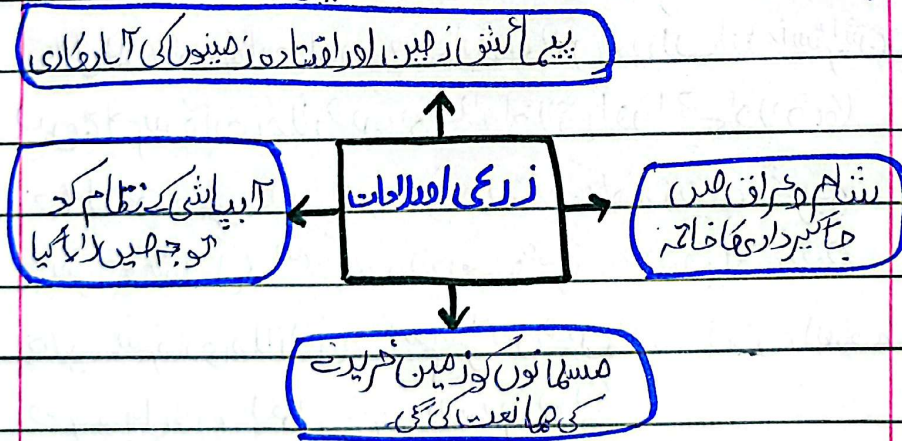 پیمائش زمین اور افتادہ زمینوں کی آبادکاری
زرعی اصلاحات
شام و عراق میں
جاگیرداری کا خاتمہ
آبپاشی کے نظام کو
توجہ میں لایا گیا
مسلمانوں کو زمین خریدنے
کی ممانعت کی گئی۔